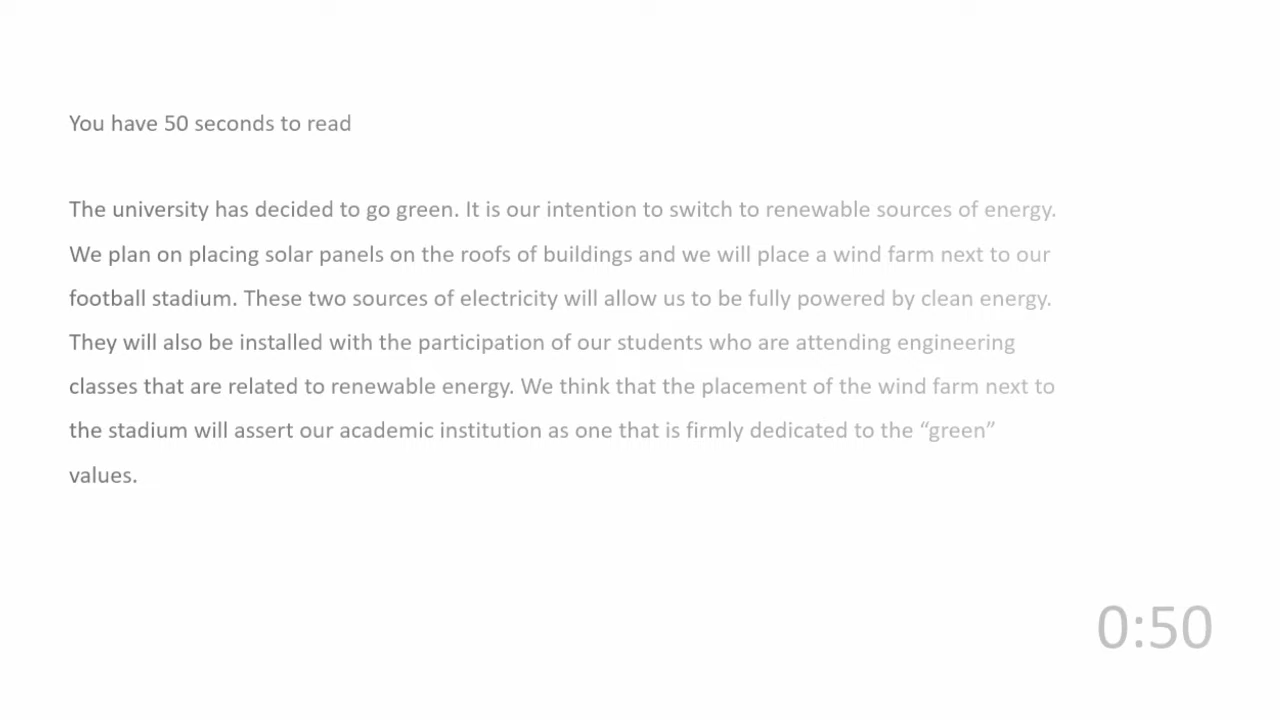 You have 50 seconds to read
The university has decided to go green. It is our intention to switch to renewable sources of energy.
We plan on placing solar panels on the roofs of buildings and we will place a wind farm next to our
football stadium. These two sources of electricity will allow us to be fully powered by clean energy.
They will also be installed with the participation of our students who are attending engineering
classes that are related to renewable energy. We think that the placement of the wind farm next to
the stadium will assert our academic institution as one that is firmly dedicated to the “green”
values.
0:50